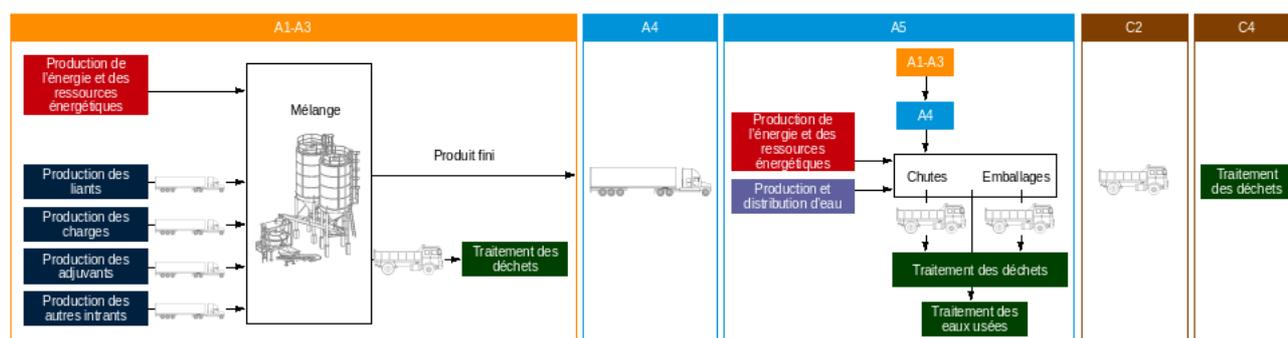 A1-A3
Production de
l'énergie et des
ressources
énergétiques
Mélange
Production des
liants
Production des
charges
Production des
adjuvants
Production des
autres intrants
Produit fini
Traitement des
déchets
A4
A5
A1-A3
A4
Production de
l'énergie et des
ressources
énergétiques
Production et
distribution d'eau
Chutes
Emballages
Traitement des déchets
Traitement des
eaux usées
C2
C4
Traitement
des déchets